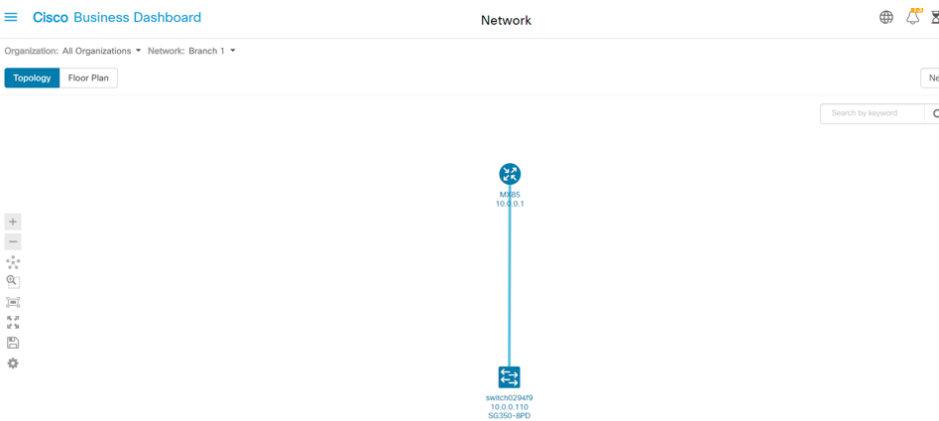 Cisco Business Dashboard
Network
Organization: All Organizations Network: Branch 1
Topology Floor Plan
Search by keyword
MX85
10.0.0.1
switch0294f9
10.0.0.110
SG350-8PD